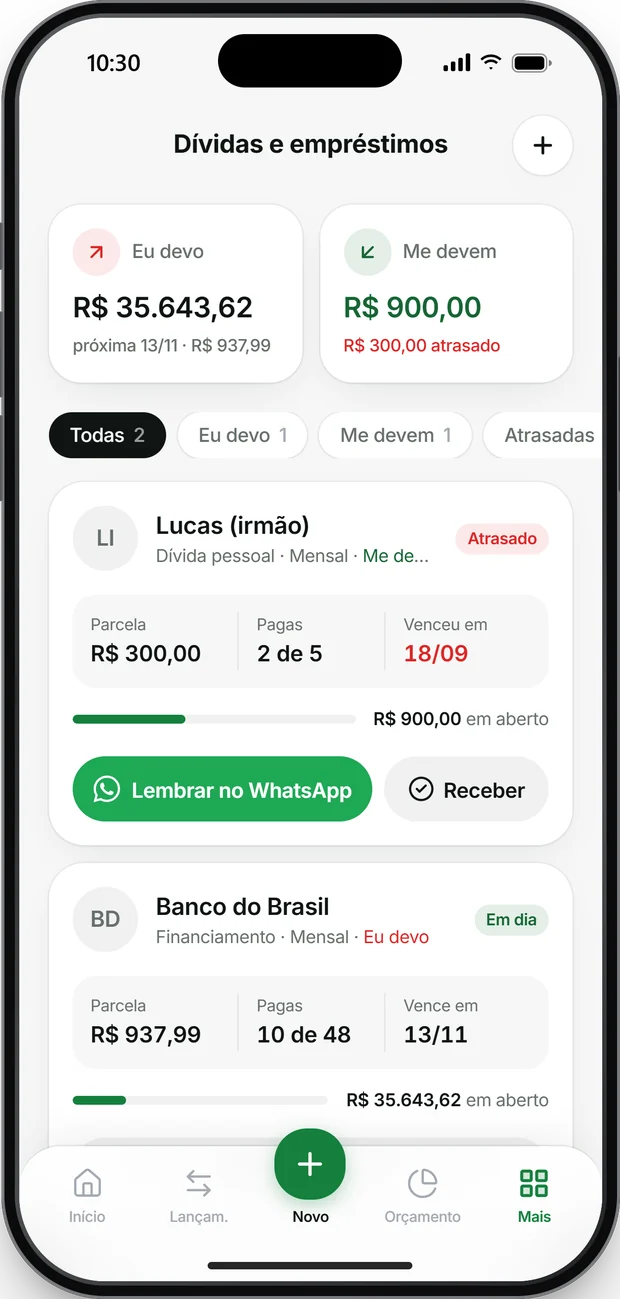 10:30
Dívidas e empréstimos
Eu devo
R$ 35.643,62
próxima 13/11 · R$ 937,99
Me devem
R$ 900,00
R$ 300,00 atrasado
Todas 2
Eu devo 1
Me devem 1
Atrasadas
LI
Lucas (irmão)
Dívida pessoal · Mensal · Me de...
Atrasado
Parcela
R$ 300,00
Pagas
2 de 5
Venceu em
18/09
R$ 900,00 em aberto
Lembrar no WhatsApp
Receber
BD
Banco do Brasil
Financiamento · Mensal · Eu devo
Em dia
Parcela
R$ 937,99
Pagas
10 de 48
Vence em
13/11
R$ 35.643,62 em aberto
Início
Lançam.
Novo
Orçamento
Mais